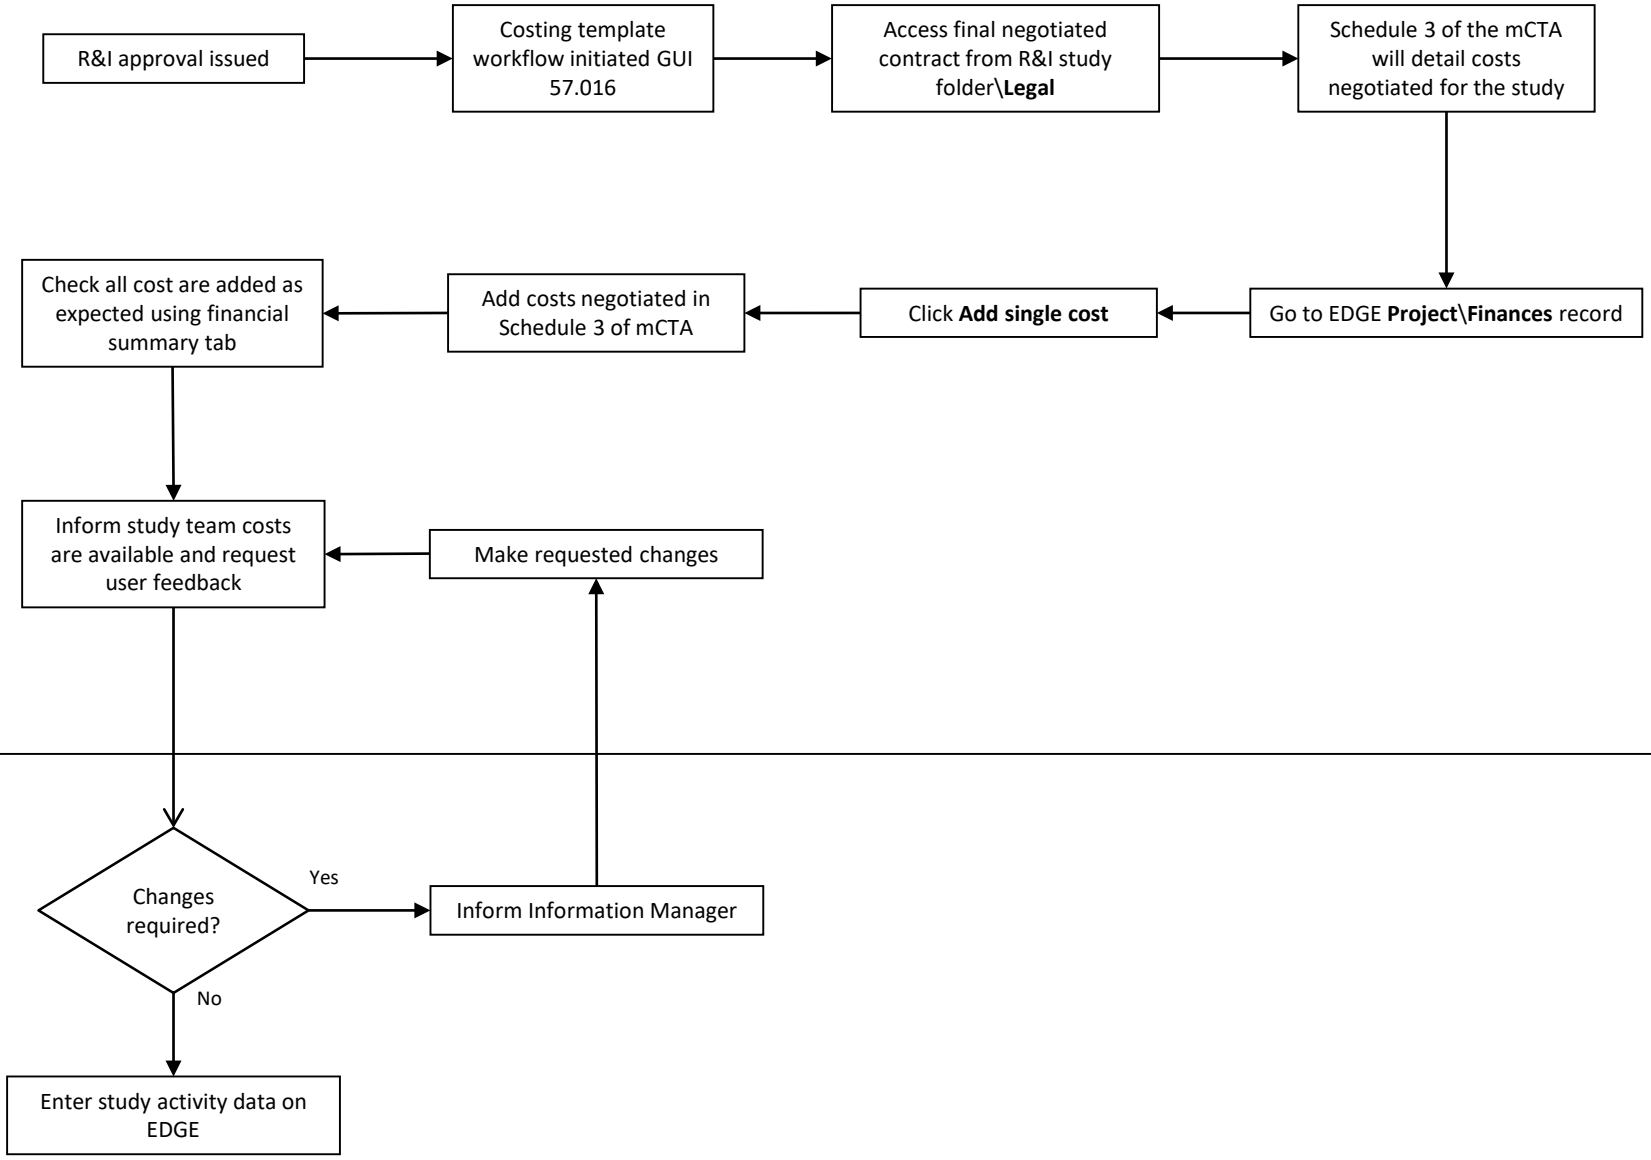 R&I approval issued
Costing template
workflow initiated GUI
57.016
Access final negotiated
contract from R&I study
folder\Legal
Schedule 3 of the mCTA
will detail costs
negotiated for the study
Check all cost are added as
expected using financial
summary tab
Add costs negotiated in
Schedule 3 of mCTA
Click Add single cost
Go to EDGE Project\Finances record
Inform study team costs
are available and request
user feedback
Make requested changes
Changes
required?
Yes
Inform Information Manager
No
Enter study activity data on
EDGE